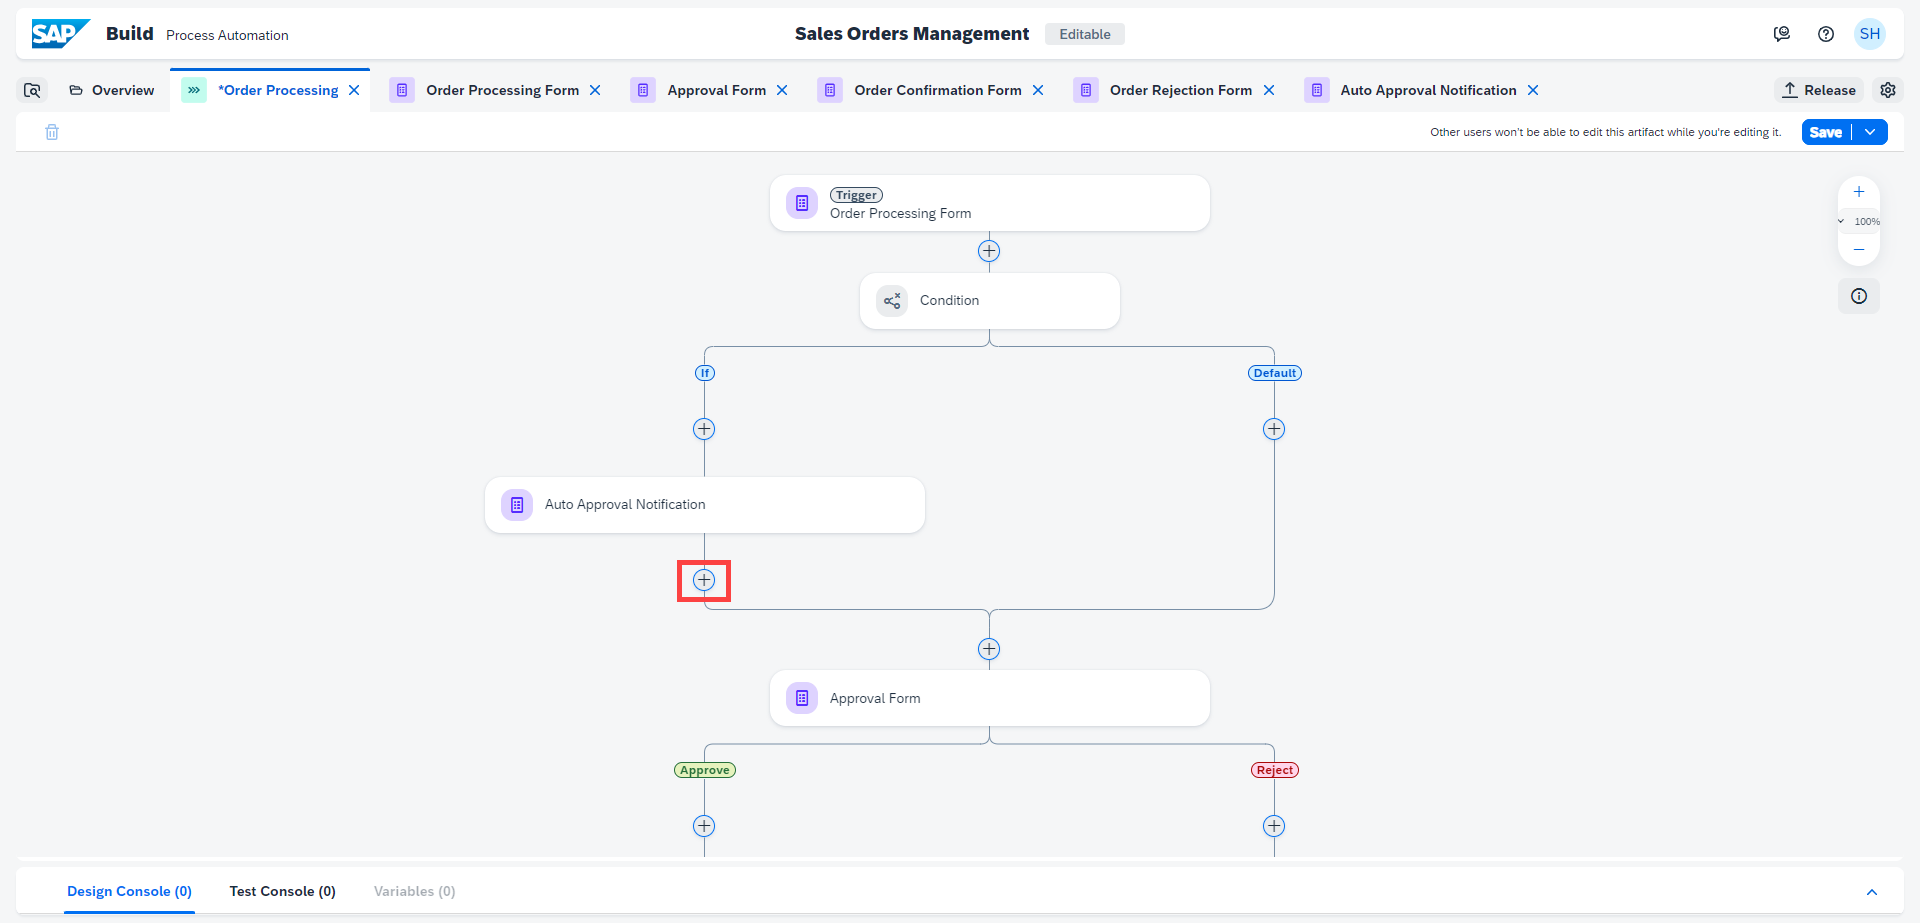 SAP Build Process Automation
Sales Orders Management Editable
SH
Overview *Order Processing Order Processing Form Approval Form Order Confirmation Form Order Rejection Form Auto Approval Notification Release
Other users won't be able to edit this artifact while you're editing it. Save
Trigger
Order Processing Form
100%
Condition
If Default
Auto Approval Notification
Approval Form
Approve Reject
Design Console (0) Test Console (0) Variables (0)